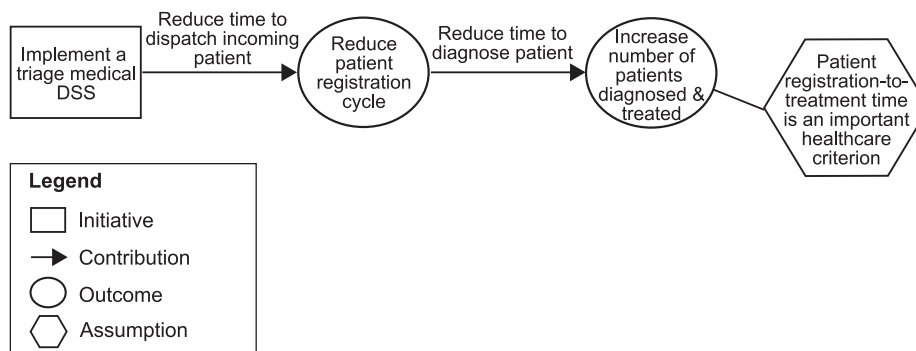 Implement a
triage medical
DSS
Reduce time to
dispatch incoming
patient
Reduce
patient
registration
cycle
Reduce time to
diagnose patient
Increase
number of
patients
diagnosed &
treated
Patient
registration-to-
treatment time
is an important
healthcare
criterion
Legend
Initiative
Contribution
Outcome
Assumption